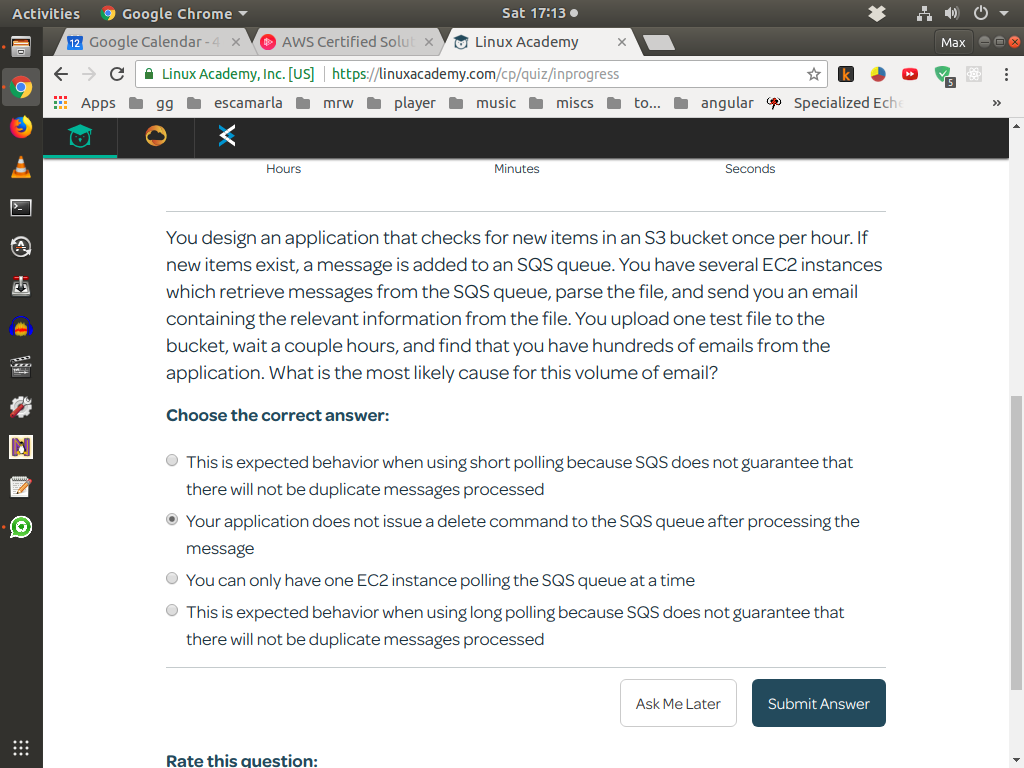 Activities Google Chrome Sat 17:13
12 Google Calendar - 4 AWS Certified Solut Linux Academy Max
Linux Academy, Inc. [US] https://linuxacademy.com/cp/quiz/inprogress k 5
Apps gg escamarla mrw player music miscs to... angular Specialized Eche »
Hours Minutes Seconds
You design an application that checks for new items in an S3 bucket once per hour. If
new items exist, a message is added to an SQS queue. You have several EC2 instances
which retrieve messages from the SQS queue, parse the file, and send you an email
containing the relevant information from the file. You upload one test file to the
bucket, wait a couple hours, and find that you have hundreds of emails from the
application. What is the most likely cause for this volume of email?
Choose the correct answer:
This is expected behavior when using short polling because SQS does not guarantee that
there will not be duplicate messages processed
Your application does not issue a delete command to the SQS queue after processing the
message
You can only have one EC2 instance polling the SQS queue at a time
This is expected behavior when using long polling because SQS does not guarantee that
there will not be duplicate messages processed
Ask Me Later Submit Answer
Rate this question: